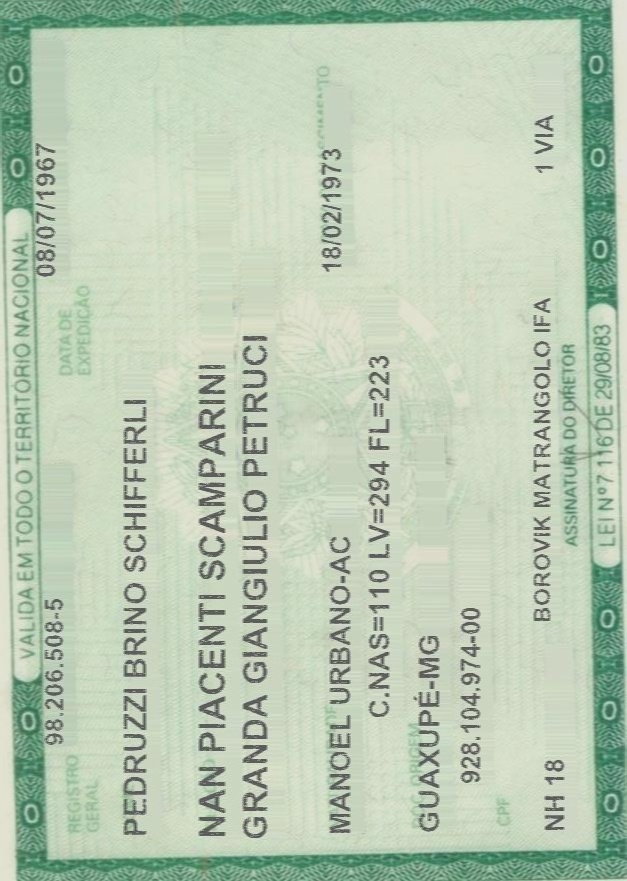 VALIDA EM TODO O TERRITÓRIO NACIONAL
REGISTRO GERAL 98.206.508-5 DATA DE EXPEDIÇÃO 08/07/1967
PEDRUZZI BRINO SCHIFFERLI
NAN PIACENTI SCAMPARINI
GRANDA GIANGIULIO PETRUCI
MANOEL URBANO-AC 18/02/1973
C.NAS=110 LV=294 FL=223
GUAXUPÉ-MG
CPF 928.104.974-00
NH 18 BOROVIK MATRANGOLO IFA 1 VIA
ASSINATURA DO DIRETOR
LEI Nº 7 116 DE 29/08/83